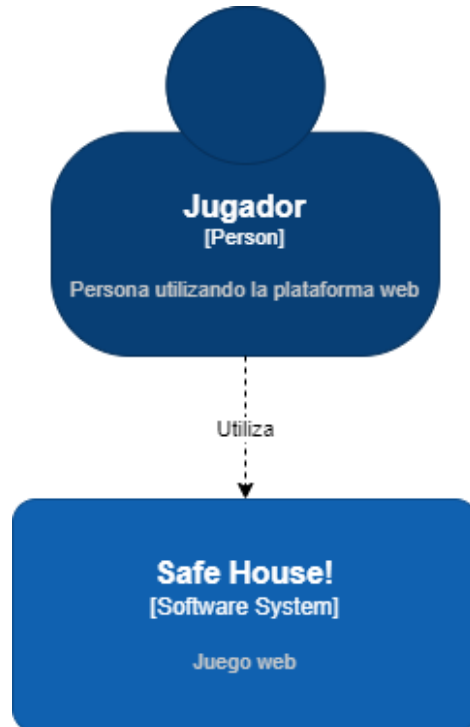 Jugador
[Person]
Persona utilizando la plataforma web
Utiliza
Safe House!
[Software System]
Juego web